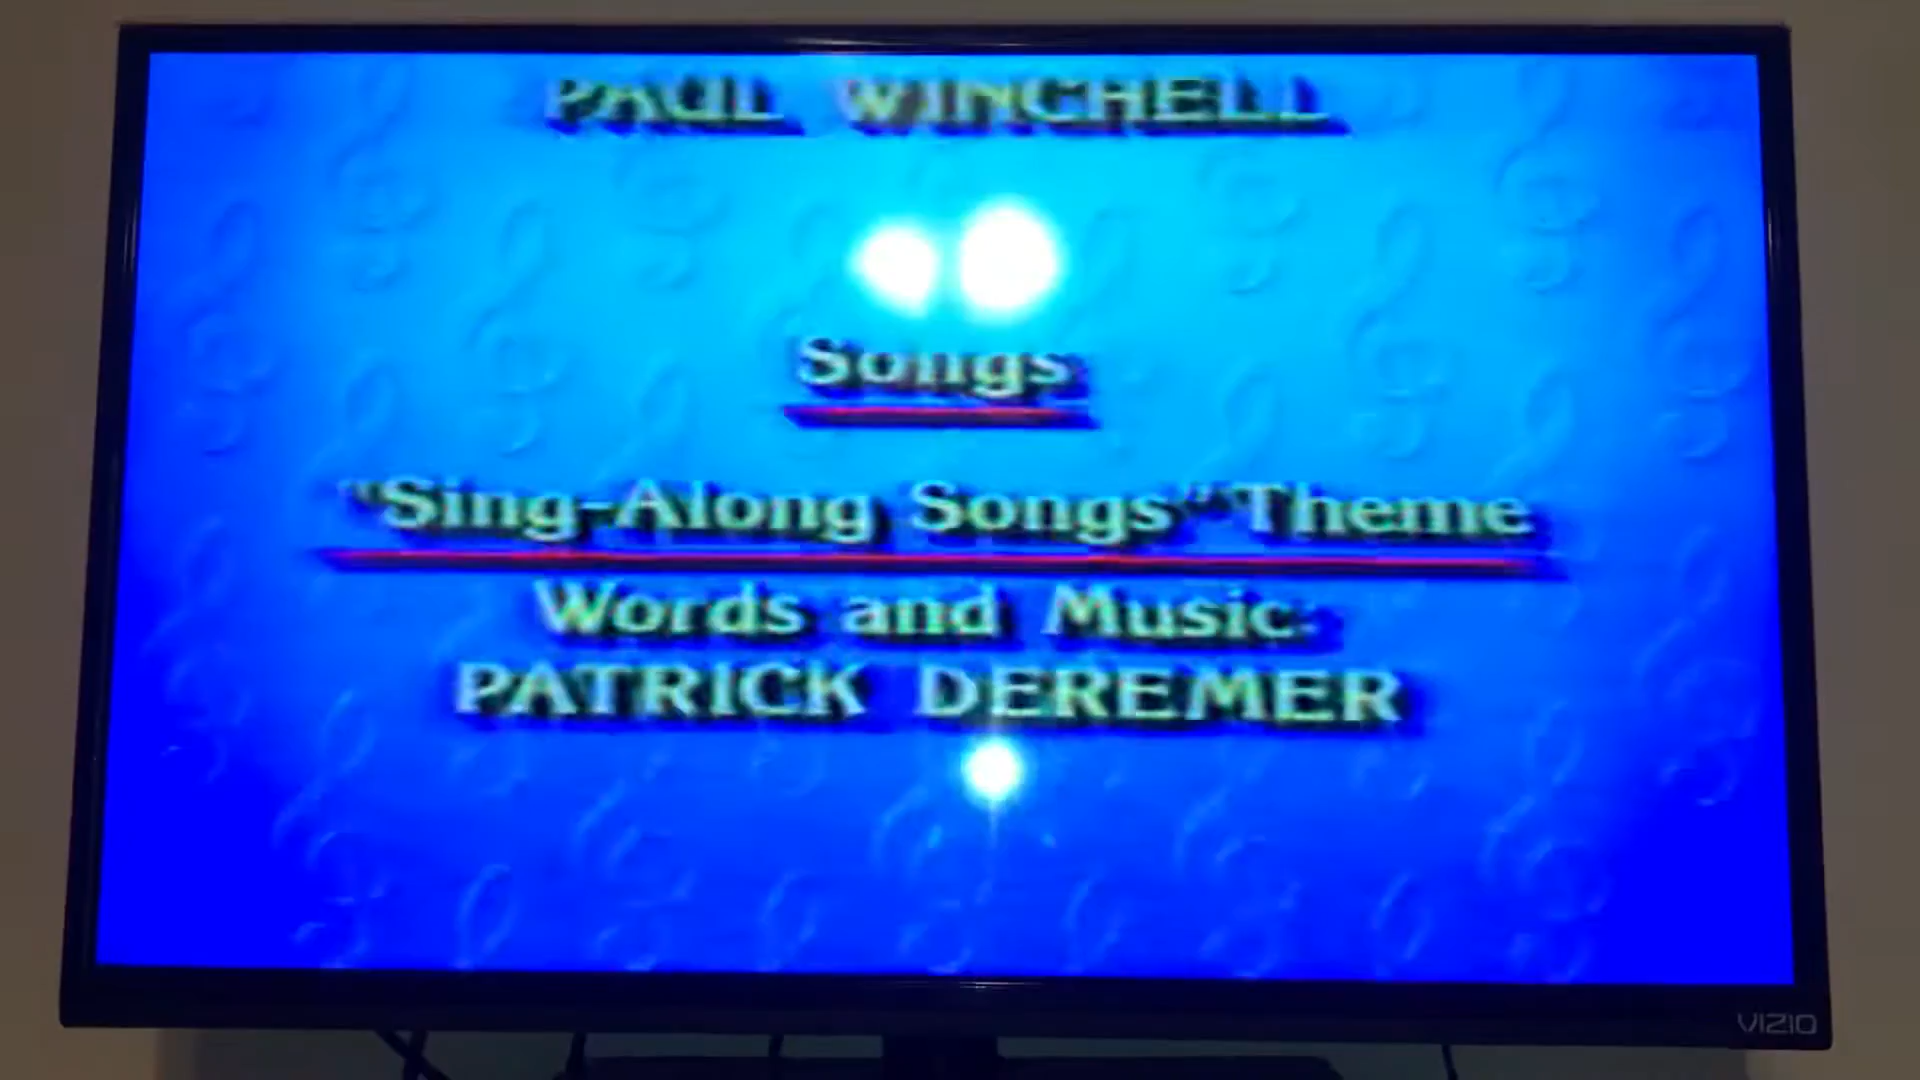 PAUL WINCHELL
Songs
"Sing-Along Songs" Theme
Words and Music:
PATRICK DEREMER
VIZIO